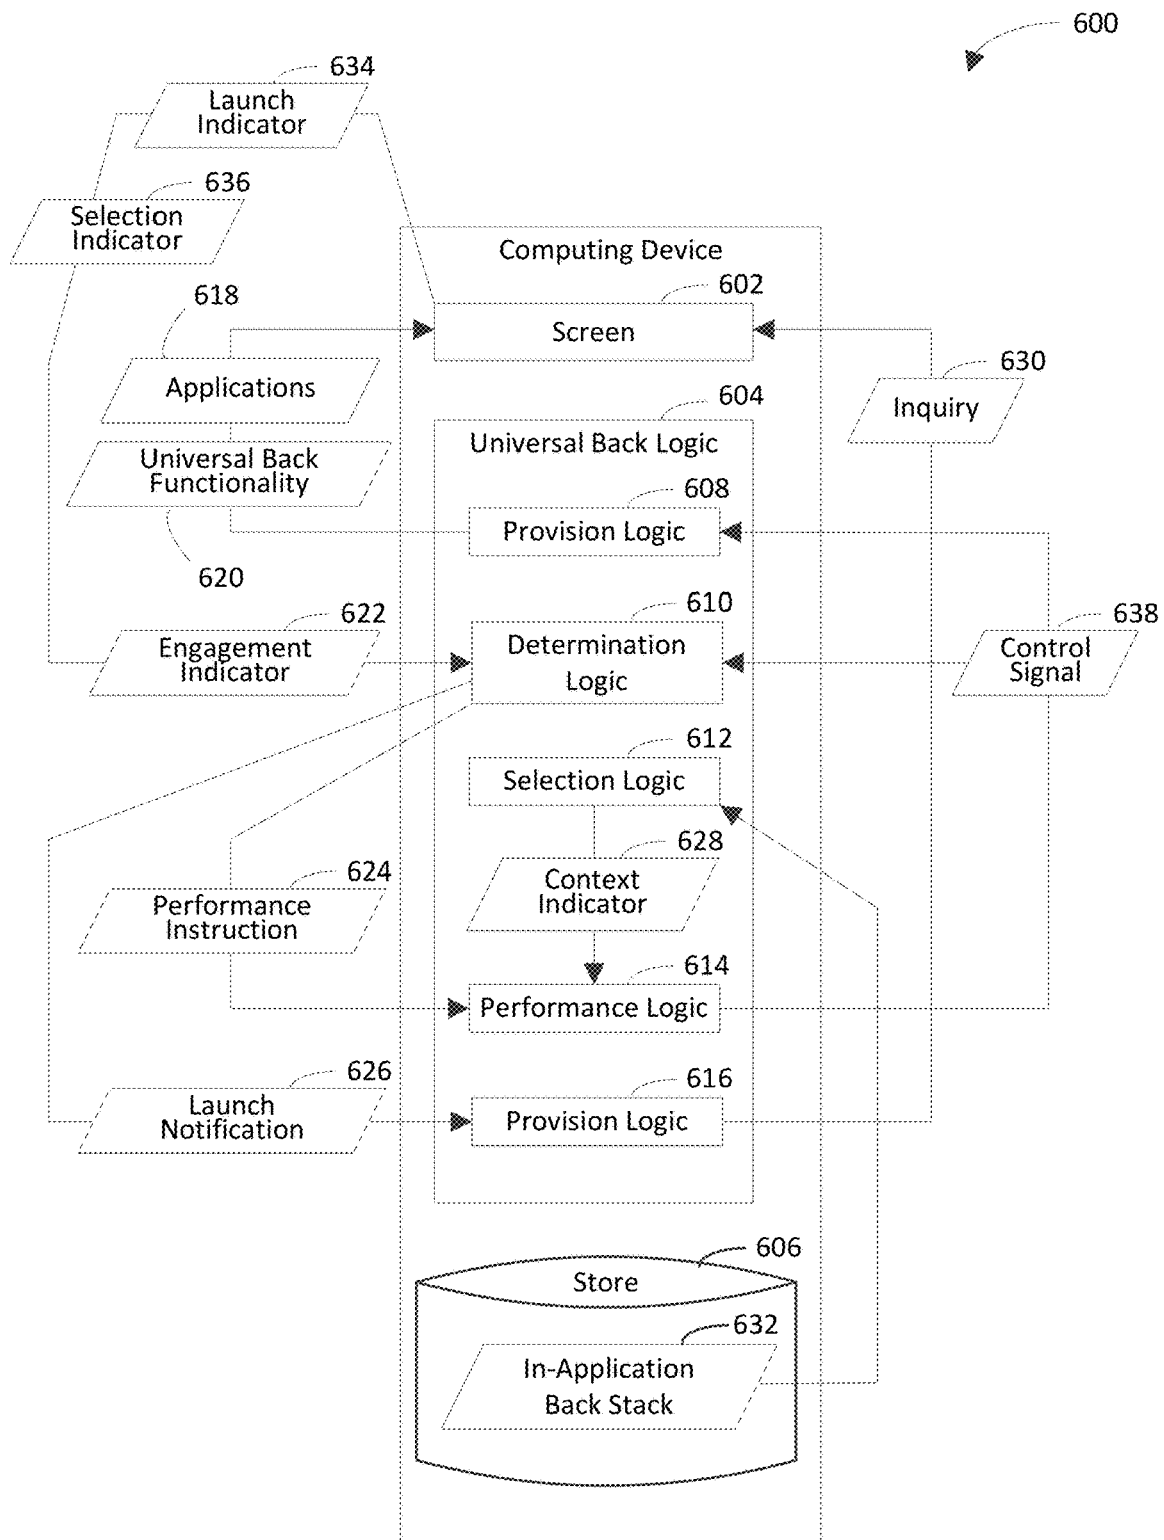 600
634
Launch
Indicator
636
Selection
Indicator
Computing Device
602
Screen
618
Applications
630
Inquiry
604
Universal Back Logic
Universal Back
Functionality
620
608
Provision Logic
622
Engagement
Indicator
610
Determination
Logic
638
Control
Signal
612
Selection Logic
628
Context
Indicator
624
Performance
Instruction
614
Performance Logic
626
Launch
Notification
616
Provision Logic
606
Store
632
In-Application
Back Stack